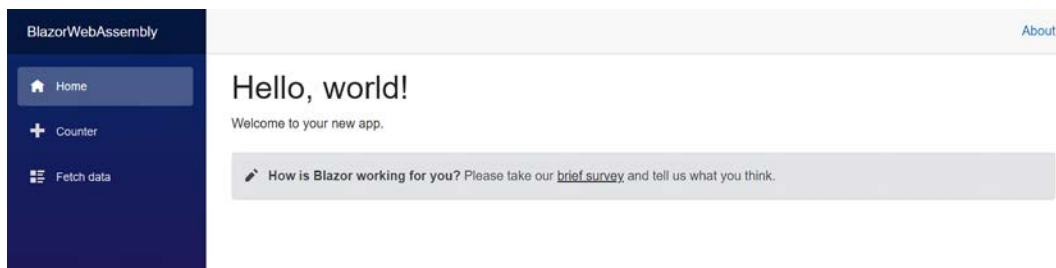 BlazorWebAssembly
About
Home
Counter
Fetch data
Hello, world!
Welcome to your new app.
How is Blazor working for you? Please take our brief survey and tell us what you think.